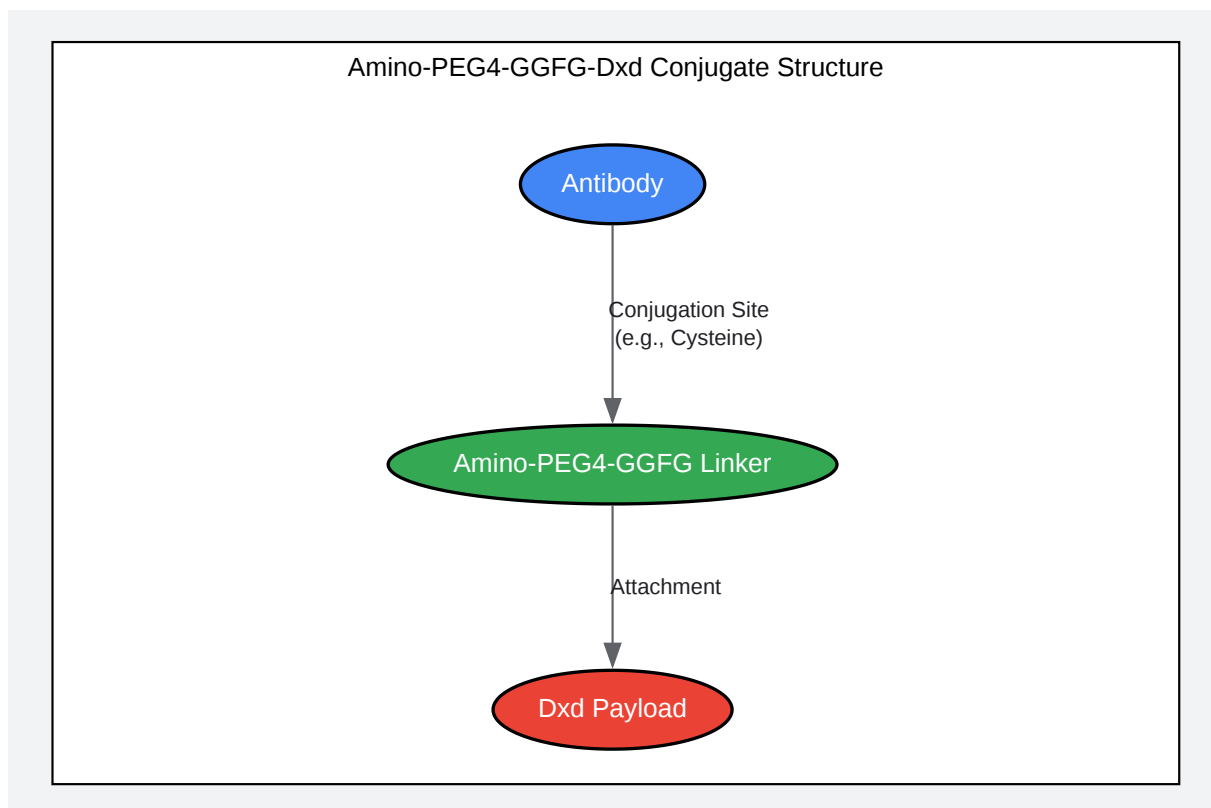 Amino-PEG4-GGFG-Dxd Conjugate Structure
Antibody
Conjugation Site
(e.g., Cysteine)
Amino-PEG4-GGFG Linker
Attachment
Dxd Payload